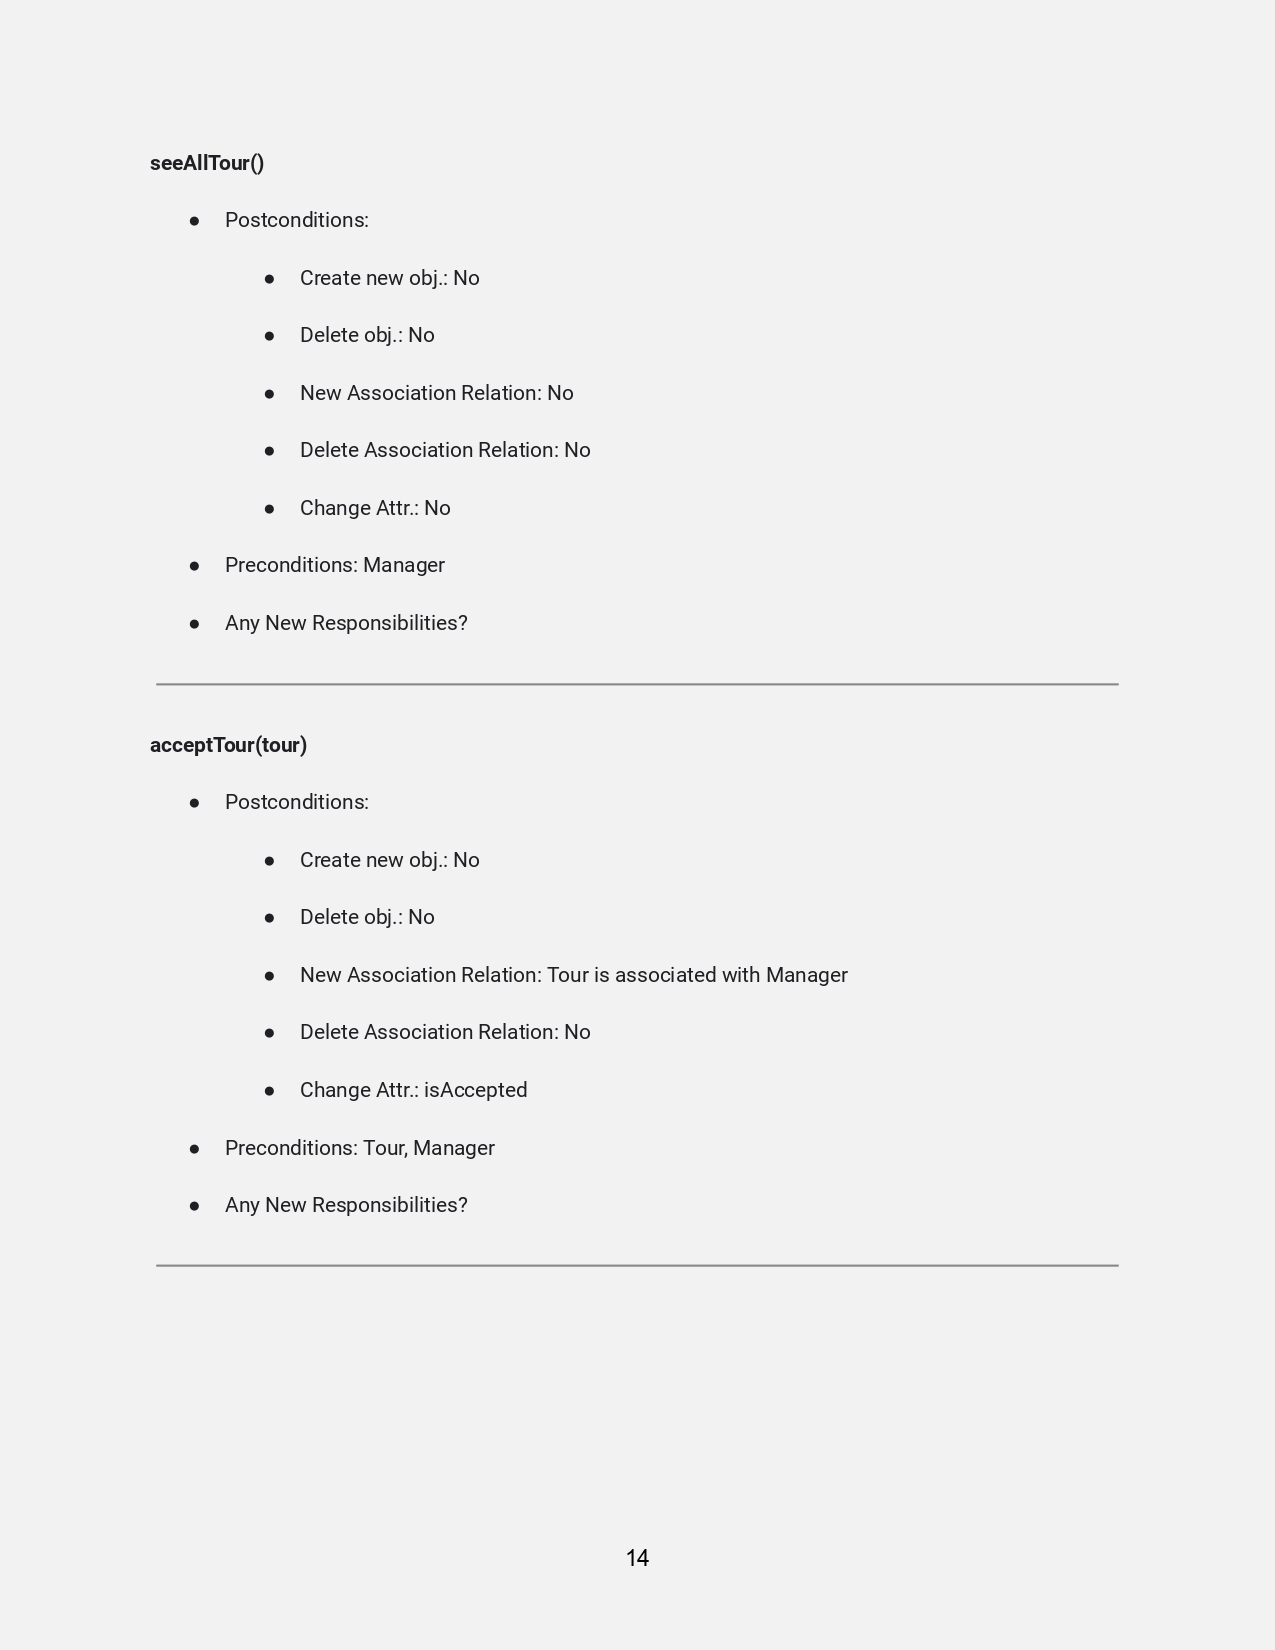 seeAllTour()
● Postconditions:
● Create new obj.: No
● Delete obj.: No
● New Association Relation: No
● Delete Association Relation: No
● Change Attr.: No
● Preconditions: Manager
● Any New Responsibilities?
acceptTour(tour)
● Postconditions:
● Create new obj.: No
● Delete obj.: No
● New Association Relation: Tour is associated with Manager
● Delete Association Relation: No
● Change Attr.: isAccepted
● Preconditions: Tour, Manager
● Any New Responsibilities?
14